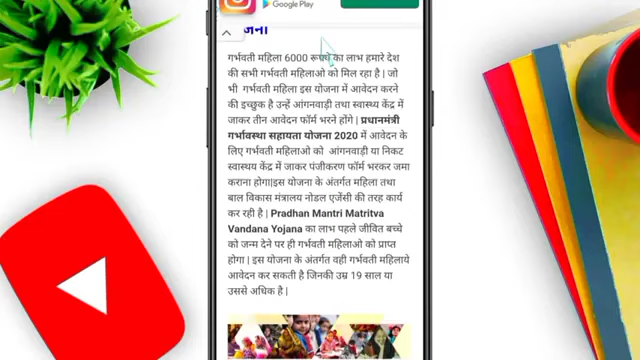 Google Play
गर्भवती महिला 6000 रूपये का लाभ हमारे देश
की सभी गर्भवती महिलाओ को मिल रहा है | जो
भी गर्भवती महिला इस योजना में आवेदन करने
की इच्छुक है उन्हें आंगनवाड़ी तथा स्वास्थ्य केंद्र में
जाकर तीन आवेदन फॉर्म भरने होंगे | प्रधानमंत्री
गर्भावस्था सहायता योजना 2020 में आवेदन के
लिए गर्भवती महिलाओ को आंगनवाड़ी या निकट
स्वास्थय केंद्र में जाकर पंजीकरण फॉर्म भरकर जमा
कराना होगा|इस योजना के अंतर्गत महिला तथा
बाल विकास मंत्रालय नोडल एजेंसी की तरह कार्य
कर रही है | Pradhan Mantri Matritva
Vandana Yojana का लाभ पहले जीवित बच्चे
को जन्म देने पर ही गर्भवती महिलाओ को प्राप्त
होगा | इस योजना के अंतर्गत वही गर्भवती महिलाये
आवेदन कर सकती है जिनकी उम्र 19 साल या
उससे अधिक है |